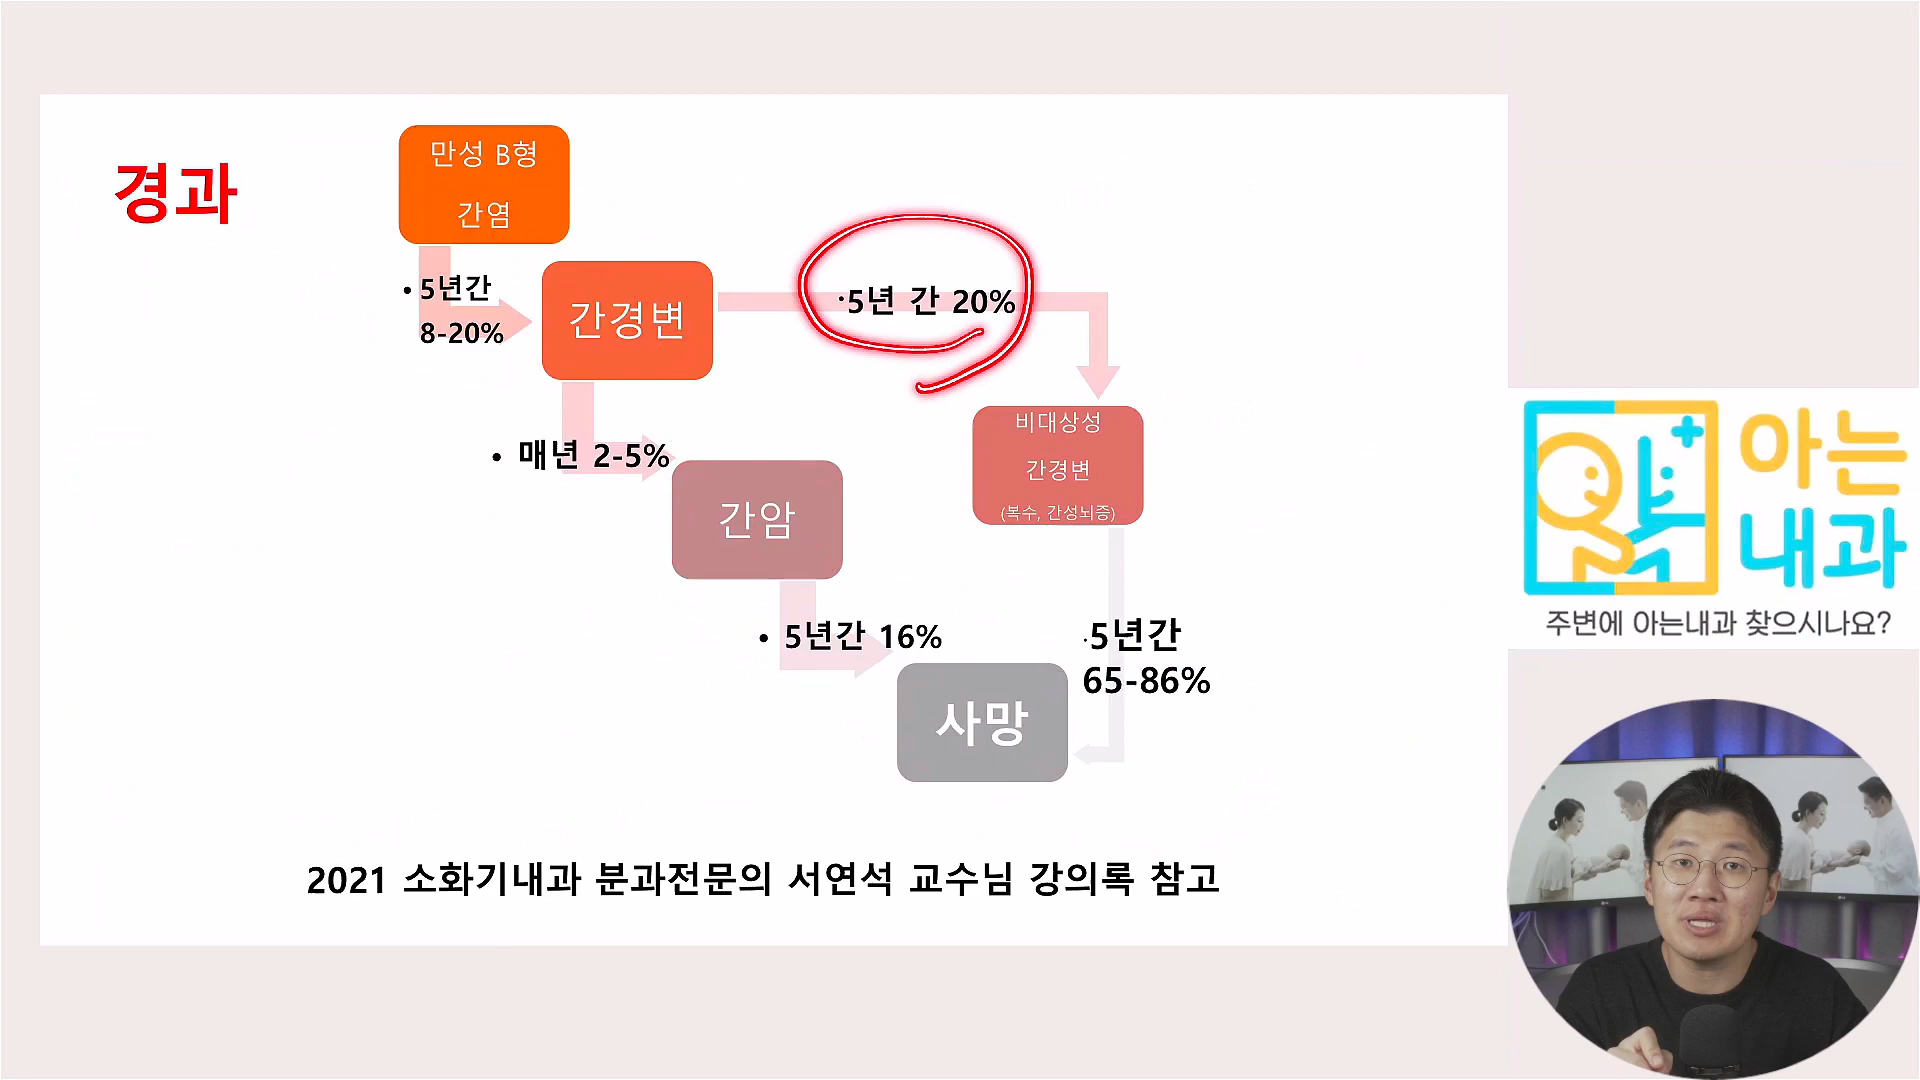 경과
만성 B형
간염
• 5년간
8-20%
간경변
·5년 간 20%
• 매년 2-5%
간암
비대상성
간경변
(복수, 간성뇌증)
• 5년간 16%
·5년간
65-86%
사망
2021 소화기내과 분과전문의 서연석 교수님 강의록 참고
아는
내과
주변에 아는내과 찾으시나요?